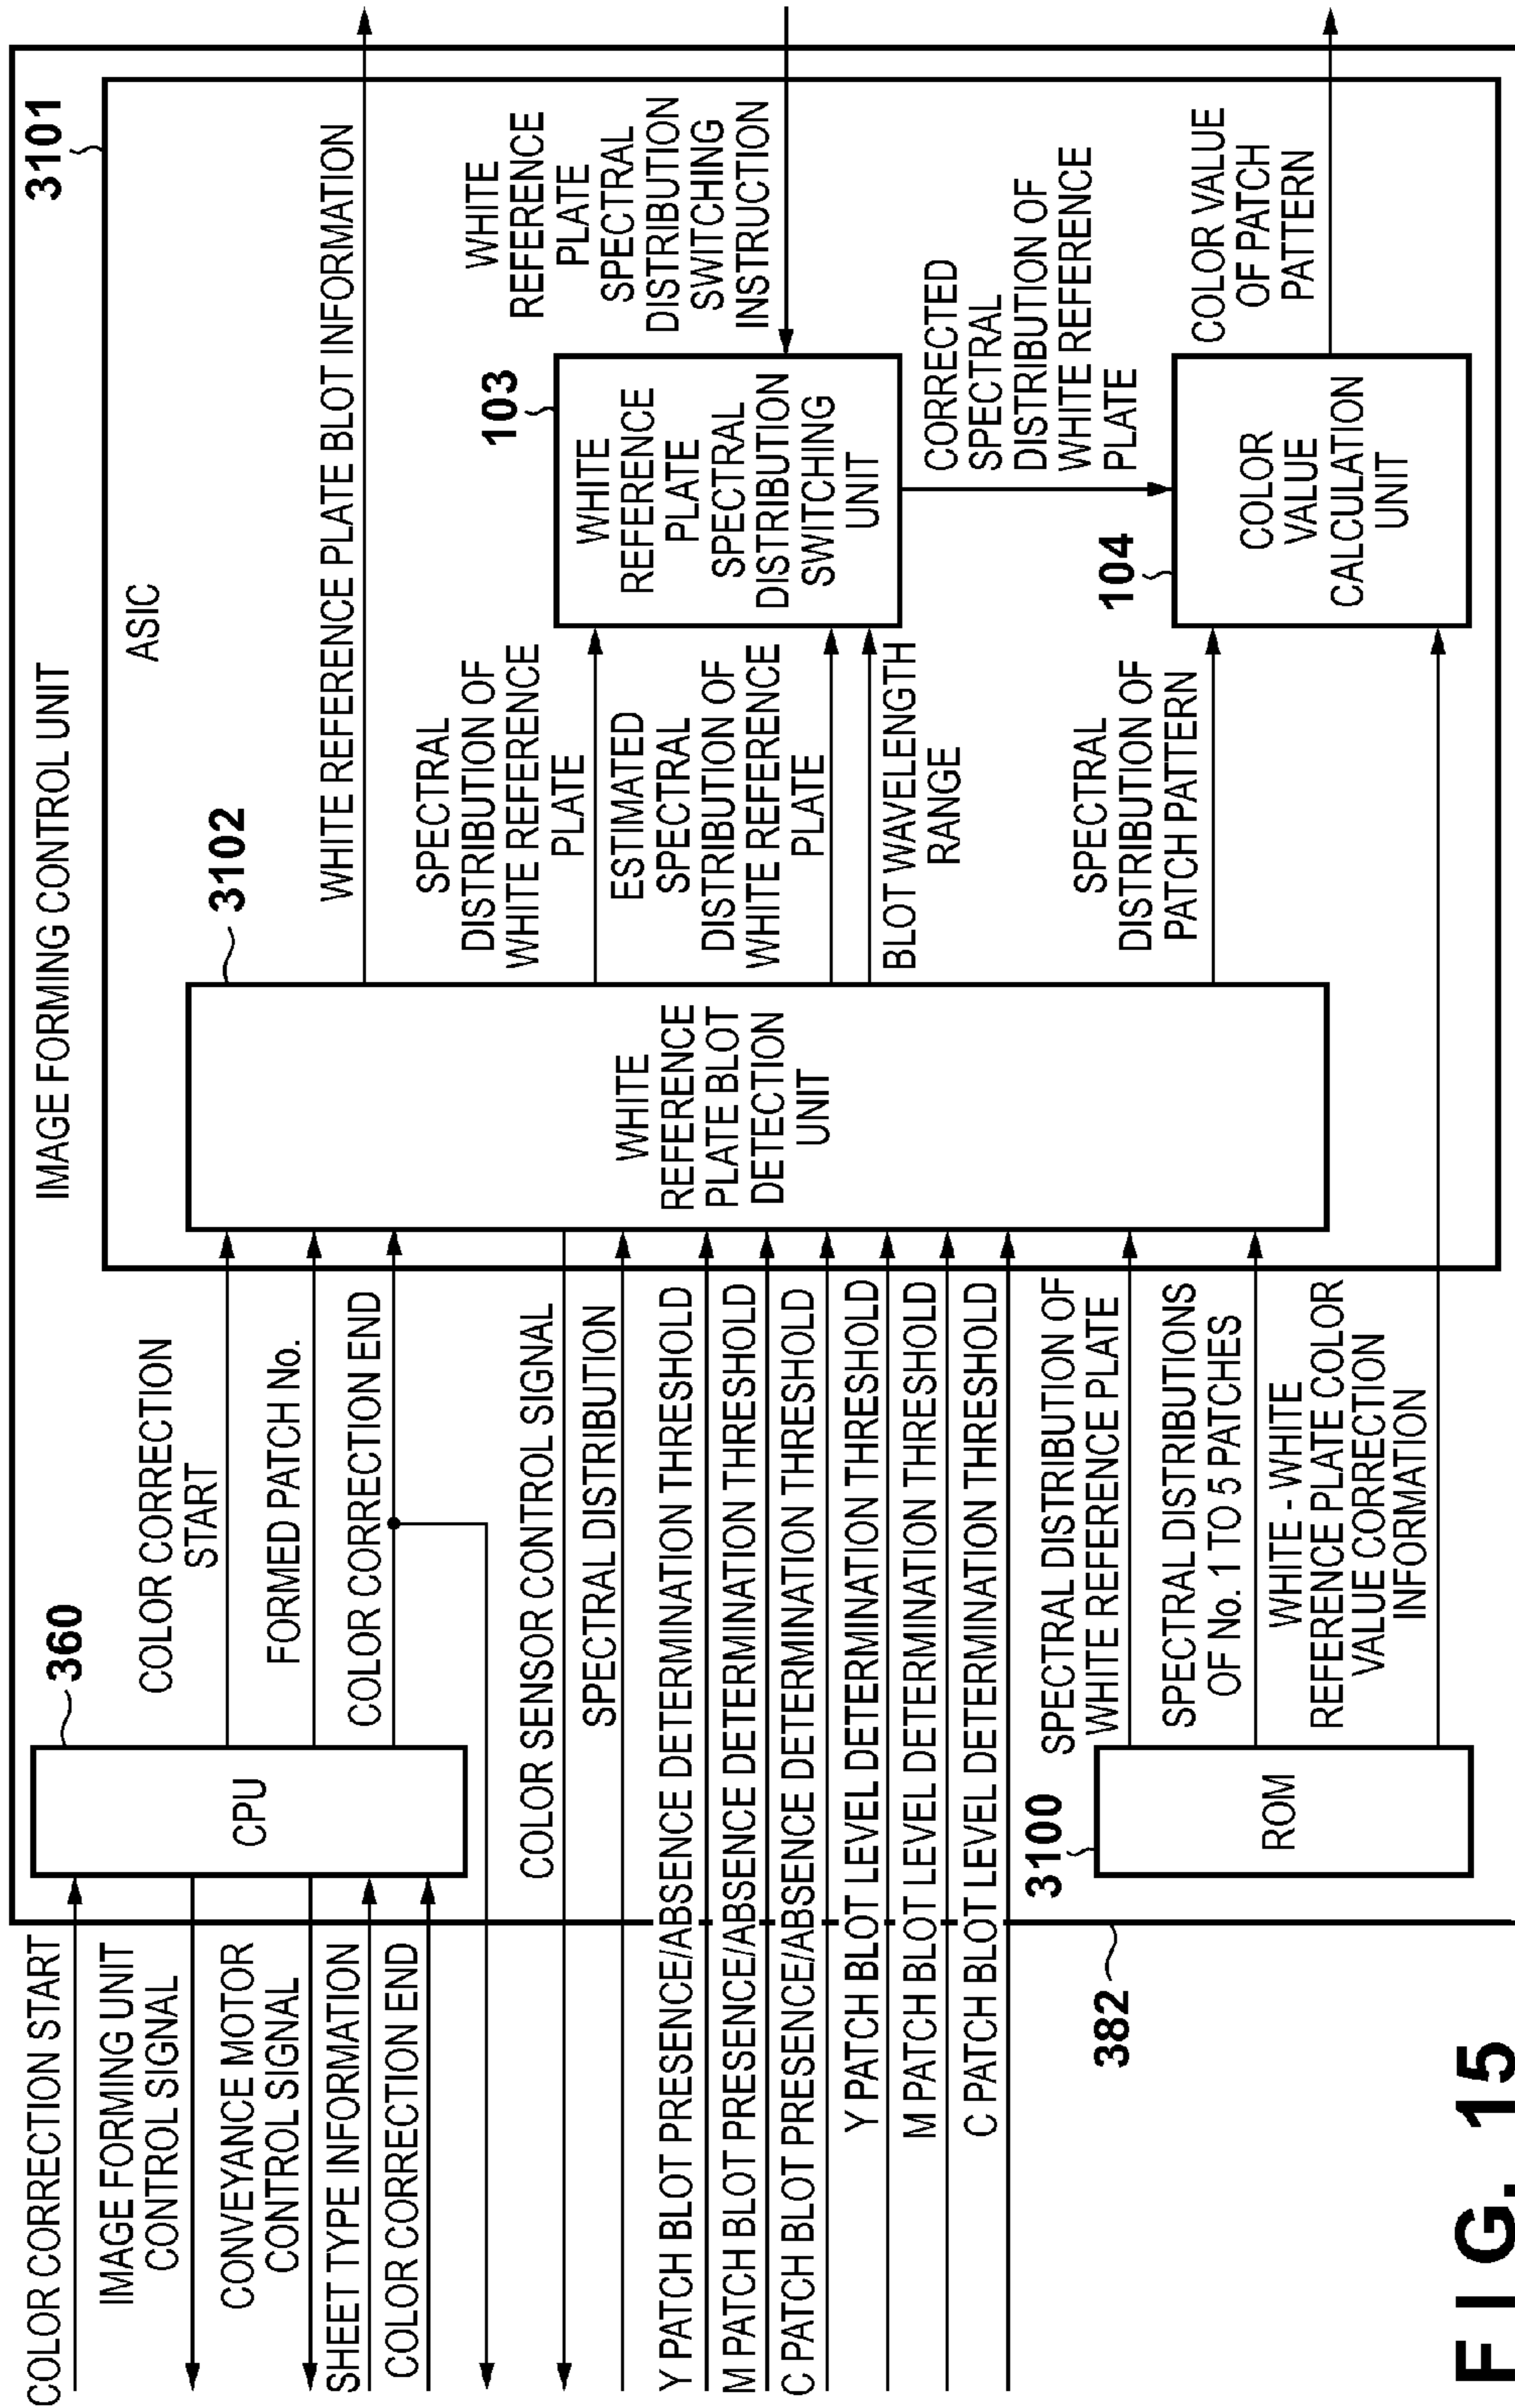 IMAGE FORMING CONTROL UNIT
3101
ASIC
COLOR CORRECTION START
IMAGE FORMING UNIT
CONTROL SIGNAL
CONVEYANCE MOTOR
CONTROL SIGNAL
SHEET TYPE INFORMATION
COLOR CORRECTION END
360
CPU
COLOR CORRECTION
START
FORMED PATCH No.
COLOR CORRECTION END
COLOR SENSOR CONTROL SIGNAL
SPECTRAL DISTRIBUTION
Y PATCH BLOT PRESENCE/ABSENCE DETERMINATION THRESHOLD
M PATCH BLOT PRESENCE/ABSENCE DETERMINATION THRESHOLD
C PATCH BLOT PRESENCE/ABSENCE DETERMINATION THRESHOLD
Y PATCH BLOT LEVEL DETERMINATION THRESHOLD
M PATCH BLOT LEVEL DETERMINATION THRESHOLD
C PATCH BLOT LEVEL DETERMINATION THRESHOLD
382
3100
ROM
SPECTRAL DISTRIBUTION OF
WHITE REFERENCE PLATE
SPECTRAL DISTRIBUTIONS
OF No. 1 TO 5 PATCHES
WHITE - WHITE
REFERENCE PLATE COLOR
VALUE CORRECTION
INFORMATION
3102
WHITE
REFERENCE
PLATE BLOT
DETECTION
UNIT
WHITE REFERENCE PLATE BLOT INFORMATION
SPECTRAL
DISTRIBUTION OF
WHITE REFERENCE
PLATE
ESTIMATED
SPECTRAL
DISTRIBUTION OF
WHITE REFERENCE
PLATE
BLOT WAVELENGTH
RANGE
SPECTRAL
DISTRIBUTION OF
PATCH PATTERN
103
WHITE
REFERENCE
PLATE
SPECTRAL
DISTRIBUTION
SWITCHING
UNIT
WHITE
REFERENCE
PLATE
SPECTRAL
DISTRIBUTION
SWITCHING
INSTRUCTION
CORRECTED
SPECTRAL
DISTRIBUTION OF
WHITE REFERENCE
PLATE
104
COLOR
VALUE
CALCULATION
UNIT
COLOR VALUE
OF PATCH
PATTERN
FIG. 15